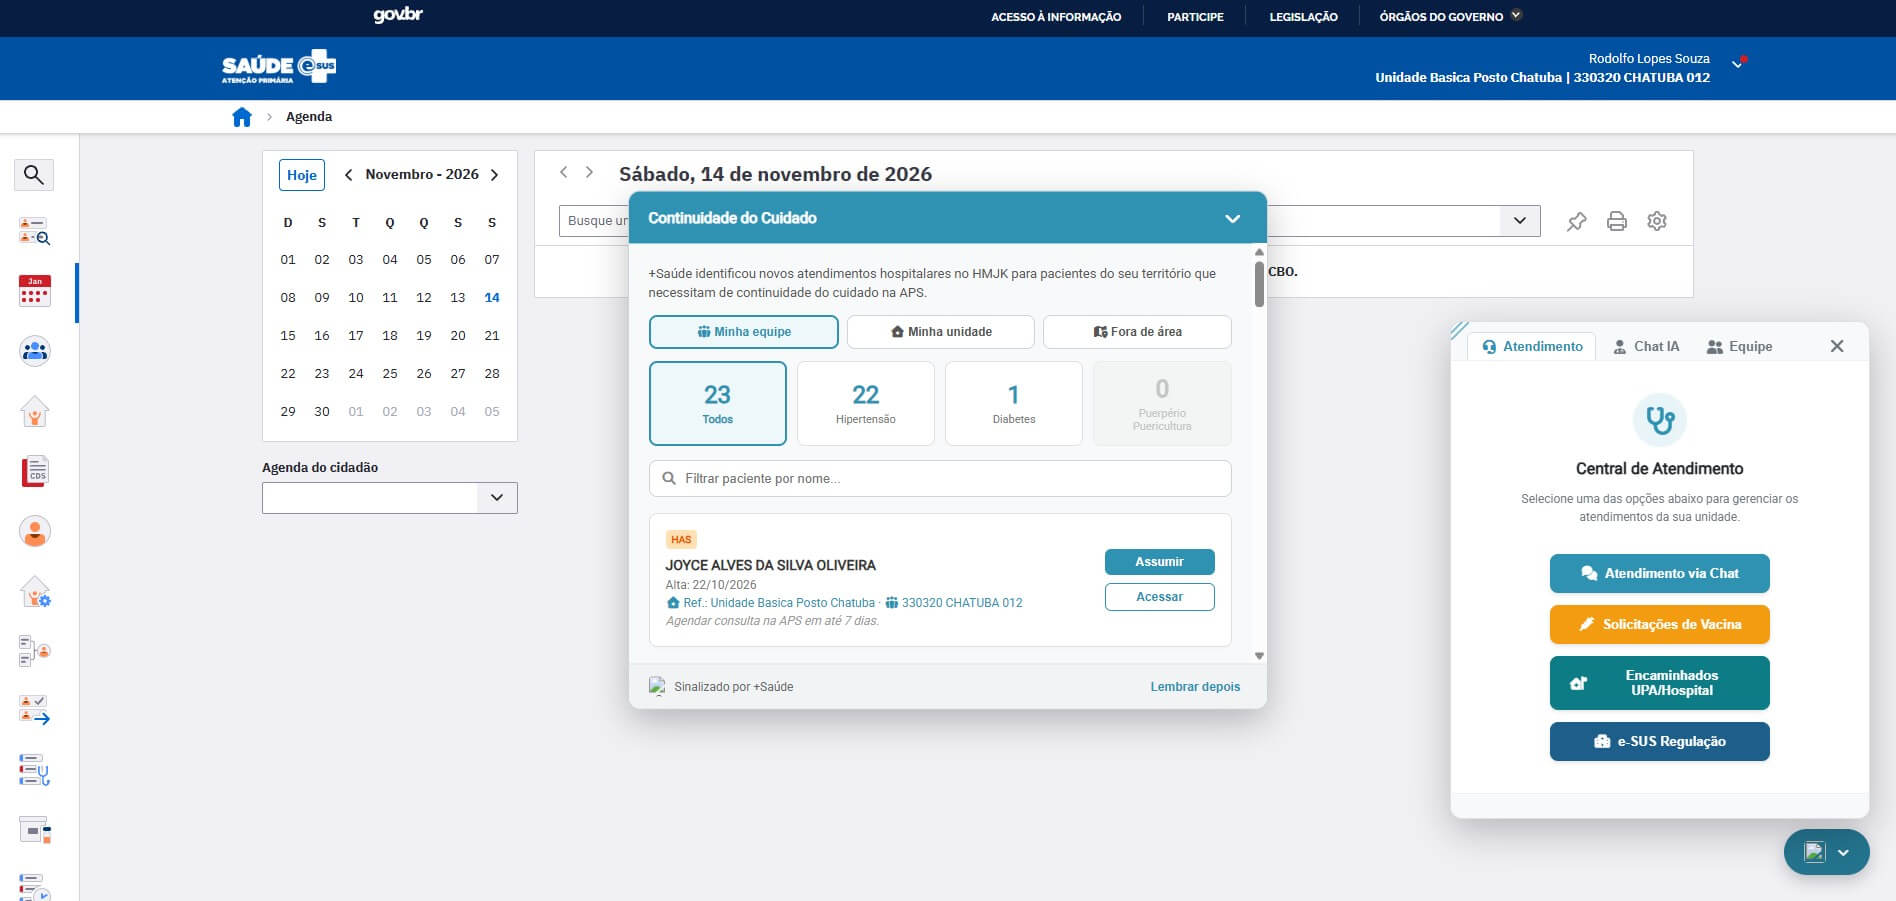 gov.br
ACESSO À INFORMAÇÃO
PARTICIPE
LEGISLAÇÃO
ÓRGÃOS DO GOVERNO
SAÚDE e SUS
ATENÇÃO PRIMÁRIA
Rodolfo Lopes Souza
Unidade Basica Posto Chatuba | 330320 CHATUBA 012
Agenda
Hoje
Novembro - 2026
D S T Q Q S S
01 02 03 04 05 06 07
08 09 10 11 12 13 14
15 16 17 18 19 20 21
22 23 24 25 26 27 28
29 30 01 02 03 04 05
Agenda do cidadão
Jan
CDS
Sábado, 14 de novembro de 2026
Busque um
CBO.
Continuidade do Cuidado
+Saúde identificou novos atendimentos hospitalares no HMJK para pacientes do seu território que
necessitam de continuidade do cuidado na APS.
Minha equipe
Minha unidade
Fora de área
23
Todos
22
Hipertensão
1
Diabetes
0
Puerpério
Puericultura
Filtrar paciente por nome...
HAS
JOYCE ALVES DA SILVA OLIVEIRA
Alta: 22/10/2026
Ref.: Unidade Basica Posto Chatuba · 330320 CHATUBA 012
Agendar consulta na APS em até 7 dias.
Assumir
Acessar
Sinalizado por +Saúde
Lembrar depois
Atendimento
Chat IA
Equipe
Central de Atendimento
Selecione uma das opções abaixo para gerenciar os
atendimentos da sua unidade.
Atendimento via Chat
Solicitações de Vacina
Encaminhados
UPA/Hospital
e-SUS Regulação